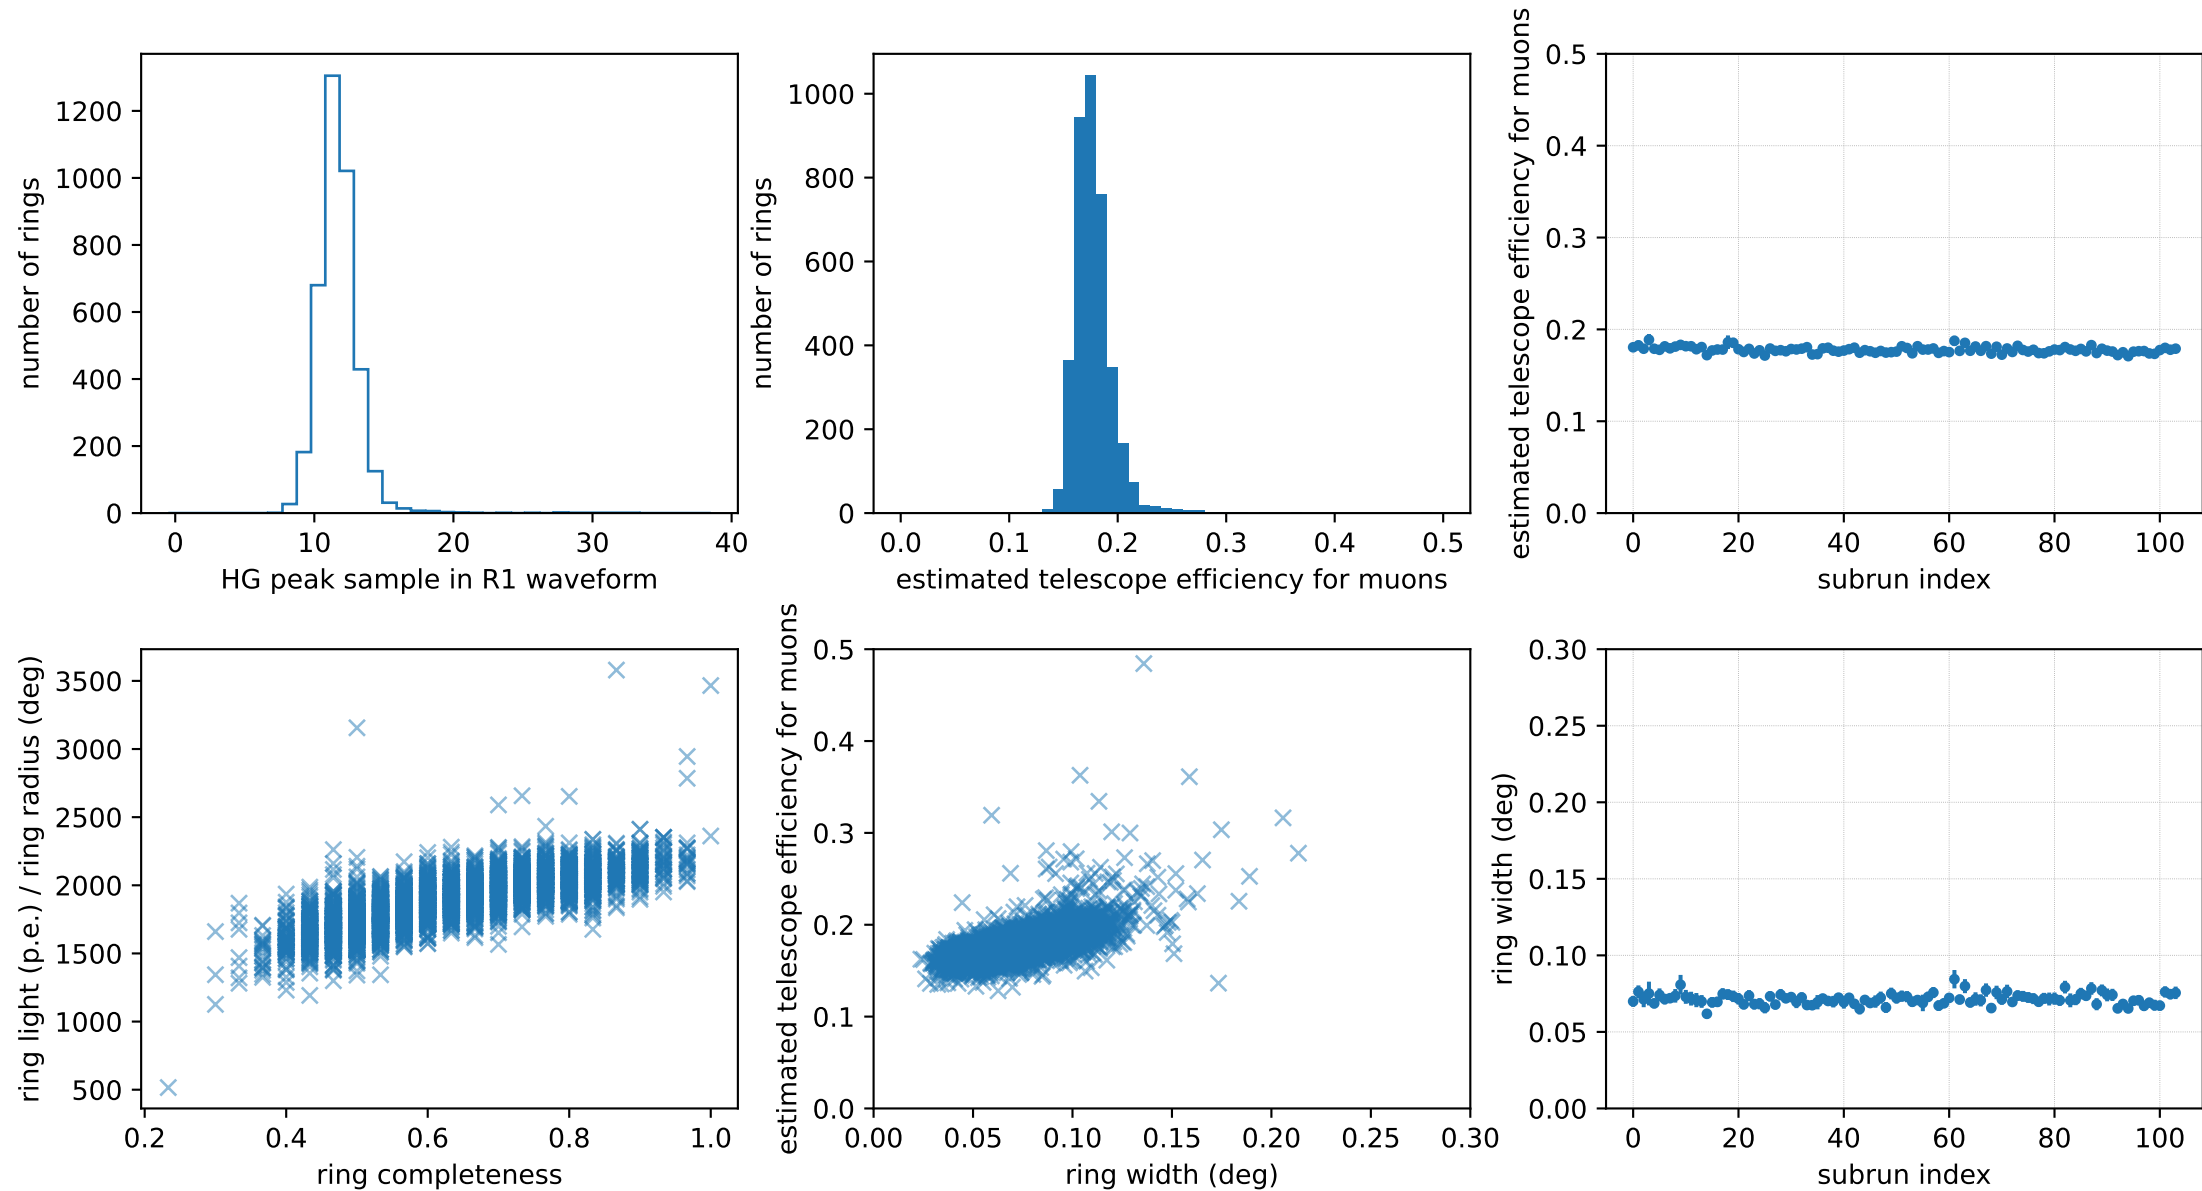 number of rings
1200
1000
800
600
400
200
0
0 10 20 30 40
HG peak sample in R1 waveform
number of rings
1000
800
600
400
200
0
0.0 0.1 0.2 0.3 0.4 0.5
estimated telescope efficiency for muons
estimated telescope efficiency for muons
0.5
0.4
0.3
0.2
0.1
0.0
0 20 40 60 80 100
subrun index
ring light (p.e.) / ring radius (deg)
3500
3000
2500
2000
1500
1000
500
0.2 0.4 0.6 0.8 1.0
ring completeness
estimated telescope efficiency for muons
0.5
0.4
0.3
0.2
0.1
0.0
0.00 0.05 0.10 0.15 0.20 0.25 0.30
ring width (deg)
ring width (deg)
0.30
0.25
0.20
0.15
0.10
0.05
0.00
0 20 40 60 80 100
subrun index